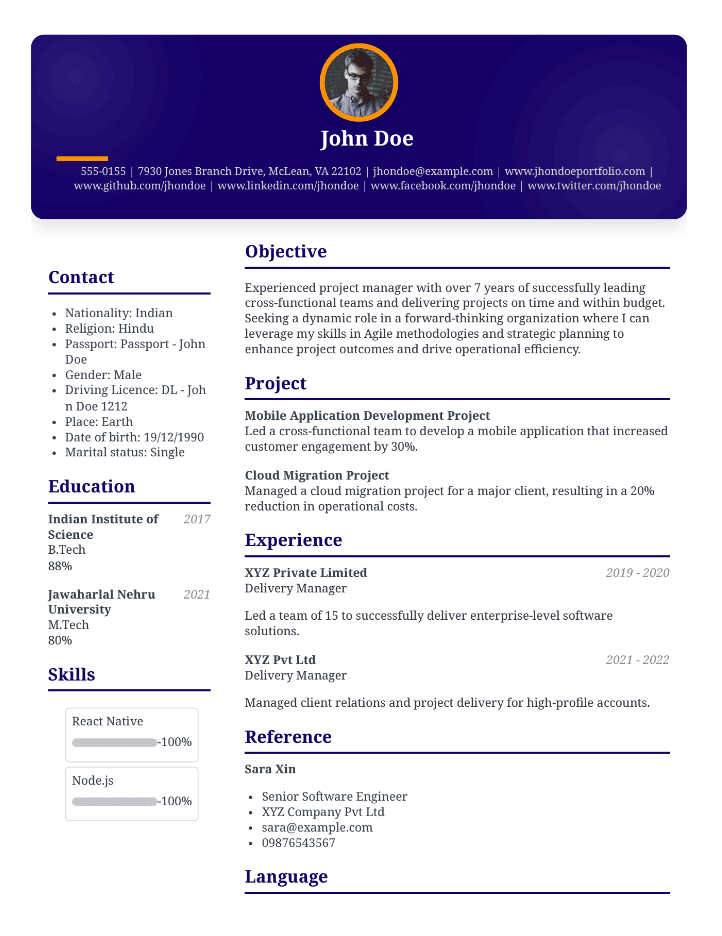 John Doe
555-0155 | 7930 Jones Branch Drive, McLean, VA 22102 | jhondoe@example.com | www.jhondoeportfolio.com |
www.github.com/jhondoe | www.linkedin.com/jhondoe | www.facebook.com/jhondoe | www.twitter.com/jhondoe
Contact
• Nationality: Indian
• Religion: Hindu
• Passport: Passport - John
Doe
• Gender: Male
• Driving Licence: DL - Joh
n Doe 1212
• Place: Earth
• Date of birth: 19/12/1990
• Marital status: Single
Education
Indian Institute of 2017
Science
B.Tech
88%
Jawaharlal Nehru 2021
University
M.Tech
80%
Skills
React Native
-100%
Node.js
-100%
Objective
Experienced project manager with over 7 years of successfully leading
cross-functional teams and delivering projects on time and within budget.
Seeking a dynamic role in a forward-thinking organization where I can
leverage my skills in Agile methodologies and strategic planning to
enhance project outcomes and drive operational efficiency.
Project
Mobile Application Development Project
Led a cross-functional team to develop a mobile application that increased
customer engagement by 30%.
Cloud Migration Project
Managed a cloud migration project for a major client, resulting in a 20%
reduction in operational costs.
Experience
XYZ Private Limited 2019 - 2020
Delivery Manager
Led a team of 15 to successfully deliver enterprise-level software
solutions.
XYZ Pvt Ltd 2021 - 2022
Delivery Manager
Managed client relations and project delivery for high-profile accounts.
Reference
Sara Xin
• Senior Software Engineer
• XYZ Company Pvt Ltd
• sara@example.com
• 09876543567
Language